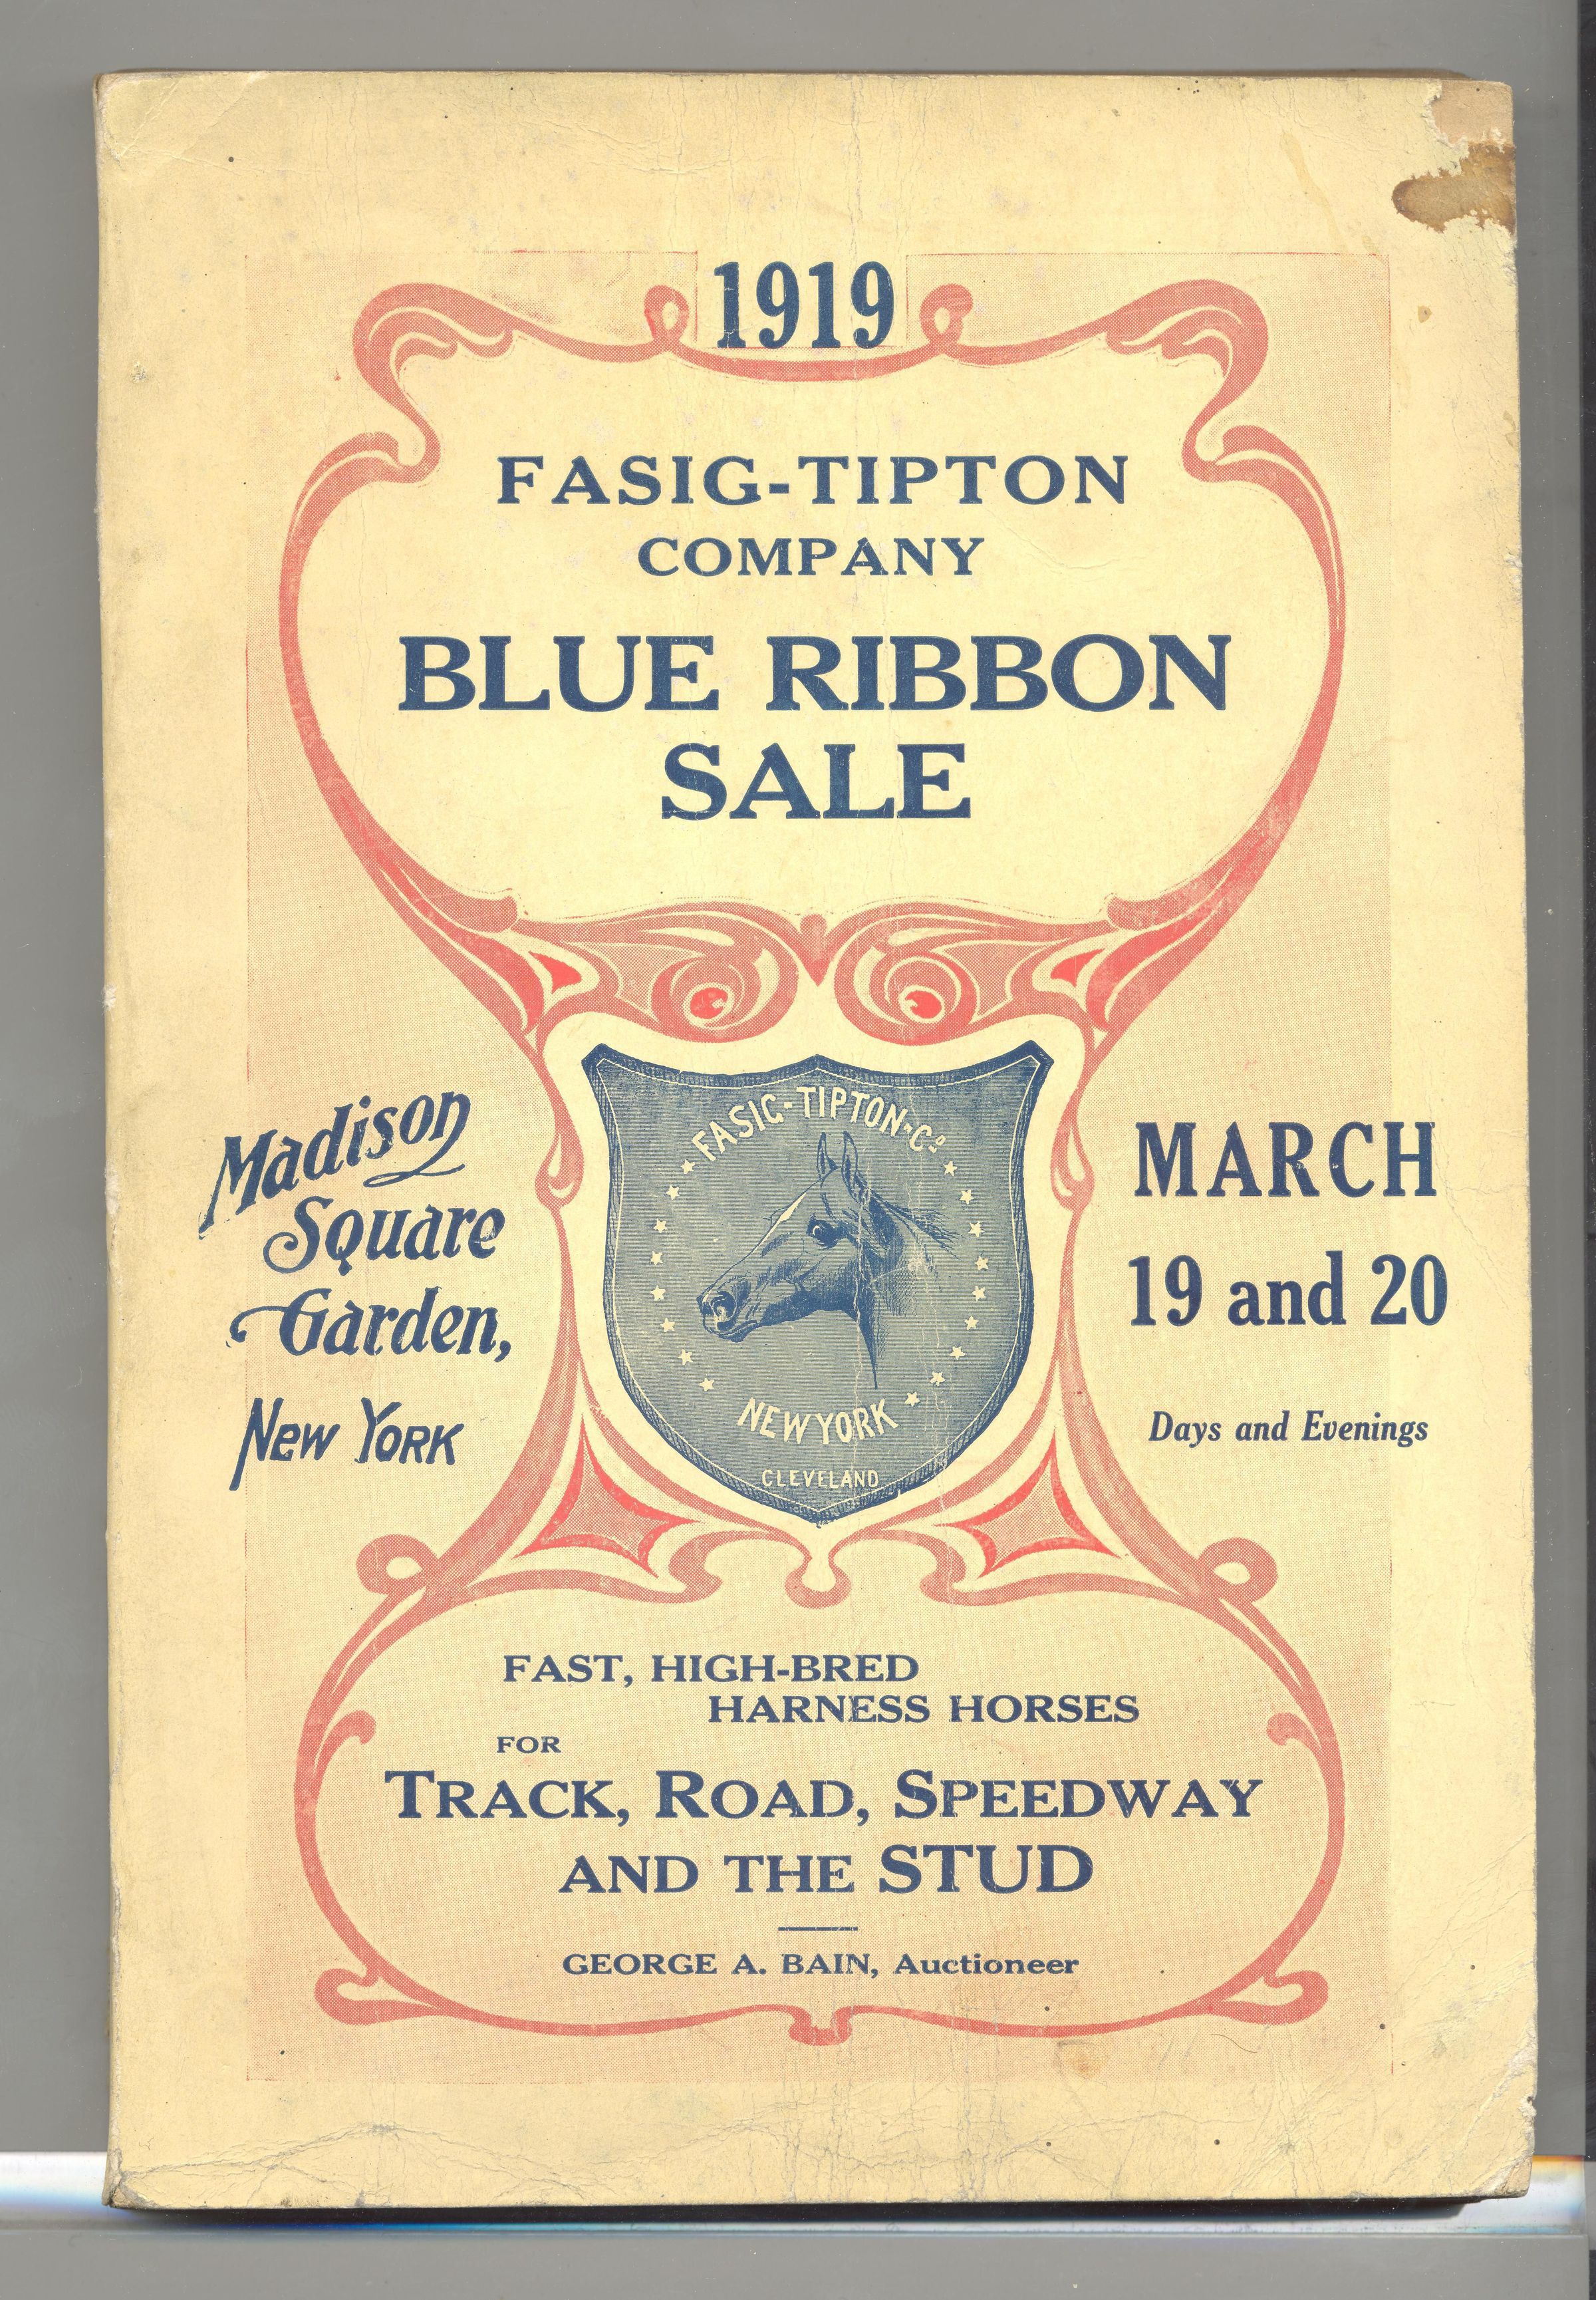 1919
FASIG-TIPTON
COMPANY
BLUE RIBBON
SALE
Madison
Square
Garden,
New York
FASIG-TIPTON-Co
NEW YORK
CLEVELAND
MARCH
19 and 20
Days and Evenings
FAST, HIGH-BRED
HARNESS HORSES
FOR
TRACK, ROAD, SPEEDWAY
AND THE STUD
GEORGE A. BAIN, Auctioneer